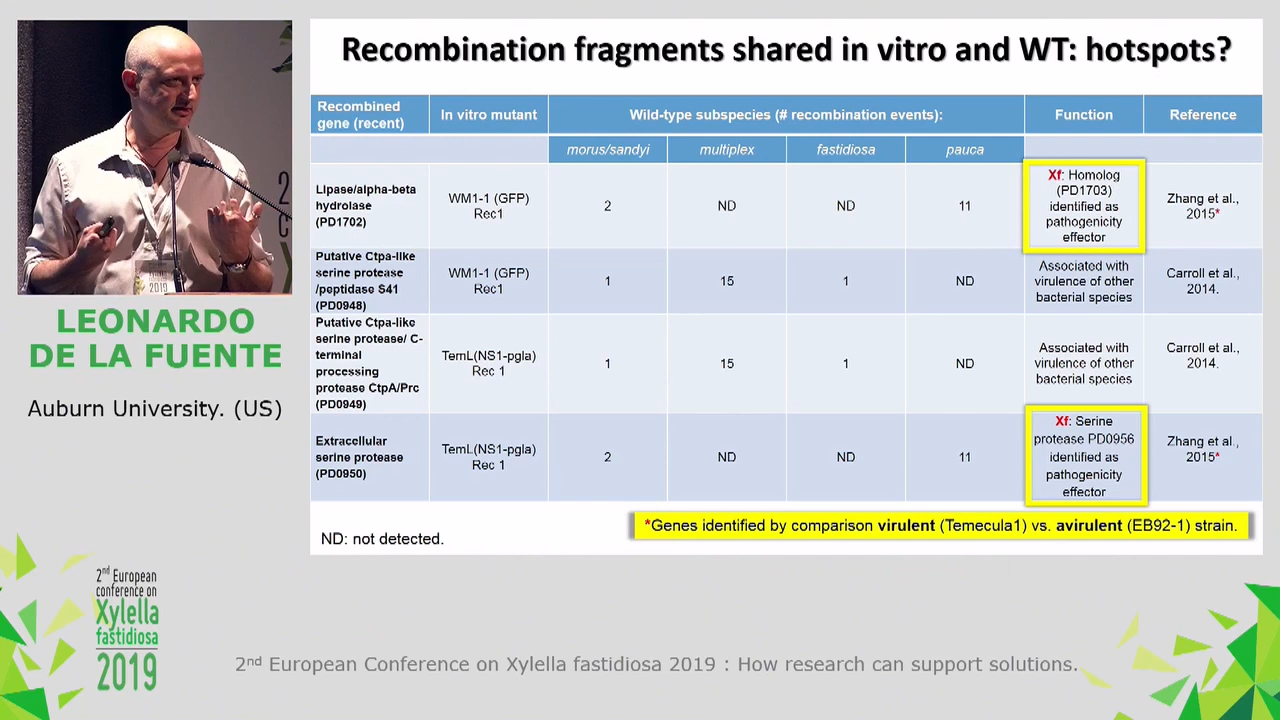 Recombination fragments shared in vitro and WT: hotspots?
Recombined
gene (recent)
In vitro mutant
Wild-type subspecies (# recombination events):
Function
Reference
morus/sandyi
multiplex
fastidiosa
pauca
Lipase/alpha-beta
hydrolase
(PD1702)
WM1-1 (GFP)
Rec1
2
ND
ND
11
Xf: Homolog
(PD1703)
identified as
pathogenicity
effector
Zhang et al.,
2015*
Putative Ctpa-like
serine protease
/peptidase S41
(PD0948)
WM1-1 (GFP)
Rec1
1
15
1
ND
Associated with
virulence of other
bacterial species
Carroll et al.,
2014.
Putative Ctpa-like
serine protease/ C-
terminal
processing
protease CtpA/Prc
(PD0949)
TemL(NS1-pgla)
Rec 1
1
15
1
ND
Associated with
virulence of other
bacterial species
Carroll et al.,
2014.
Extracellular
serine protease
(PD0950)
TemL(NS1-pgla)
Rec 1
2
ND
ND
11
Xf: Serine
protease PD0956
identified as
pathogenicity
effector
Zhang et al.,
2015*
*Genes identified by comparison virulent (Temecula1) vs. avirulent (EB92-1) strain.
ND: not detected.
LEONARDO
DE LA FUENTE
Auburn University. (US)
2nd European
conference on
Xylella
fastidiosa
2019
2nd European Conference on Xylella fastidiosa 2019 : How research can support solutions.